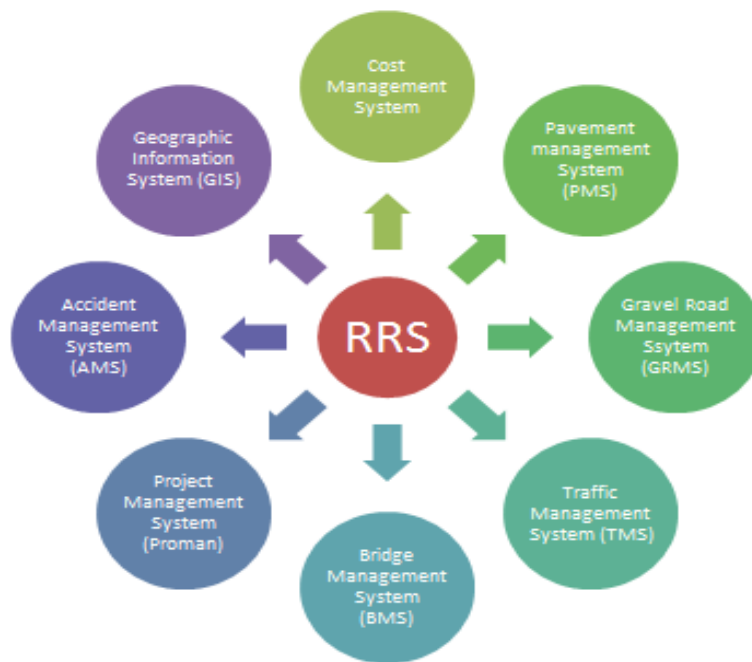 Cost
Management
System
Pavement
management
System
(PMS)
Gravel Road
Management
Ssytem
(GRMS)
Traffic
Management
System (TMS)
Bridge
Management
System
(BMS)
Project
Management
System
(Proman)
Accident
Management
System
(AMS)
Geographic
Information
System (GIS)
RRS